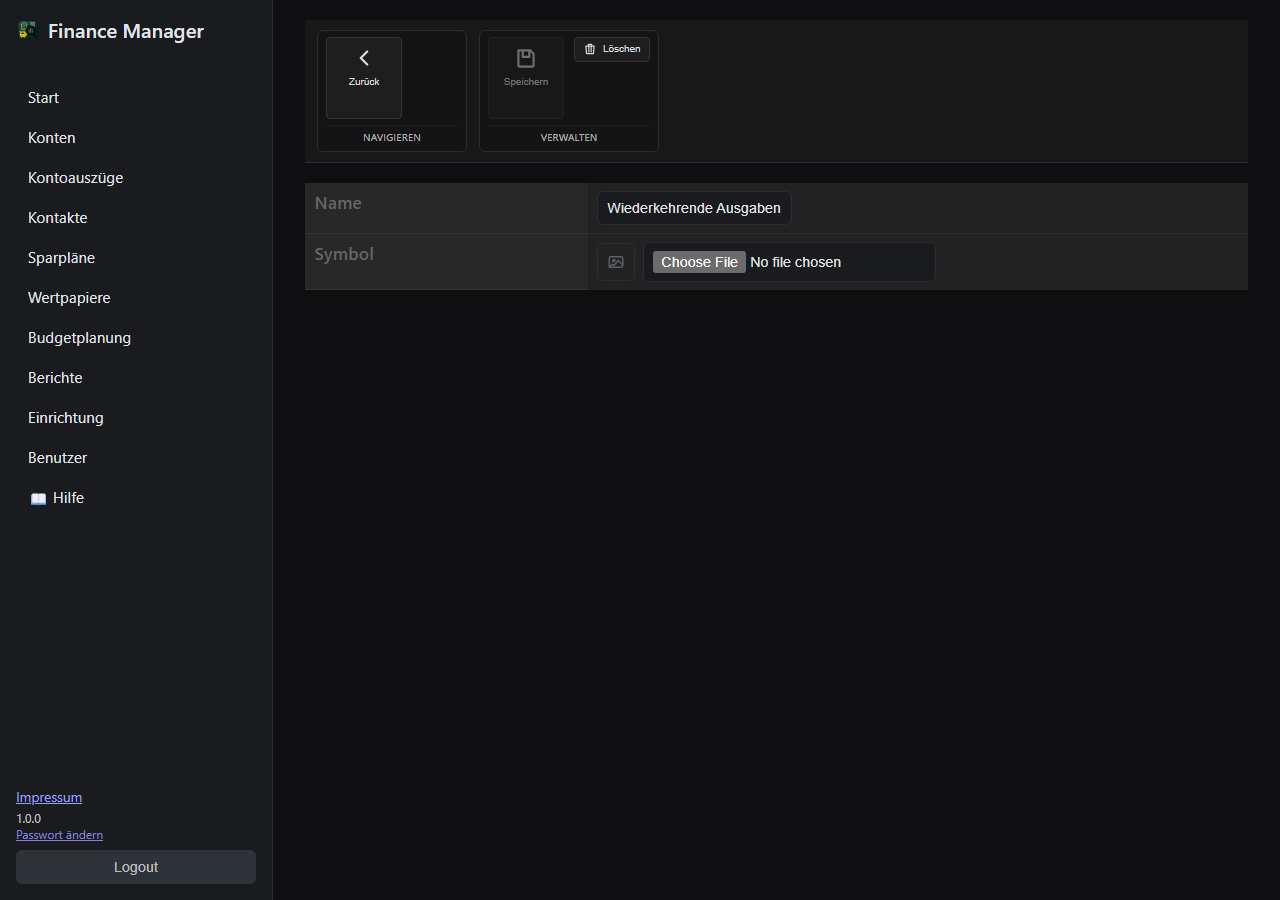 Finance Manager
Start
Konten
Kontoauszüge
Kontakte
Sparpläne
Wertpapiere
Budgetplanung
Berichte
Einrichtung
Benutzer
Hilfe
Impressum
1.0.0
Passwort ändern
Logout
Zurück
NAVIGIEREN
Speichern
Löschen
VERWALTEN
Name
Wiederkehrende Ausgaben
Symbol
Choose File No file chosen